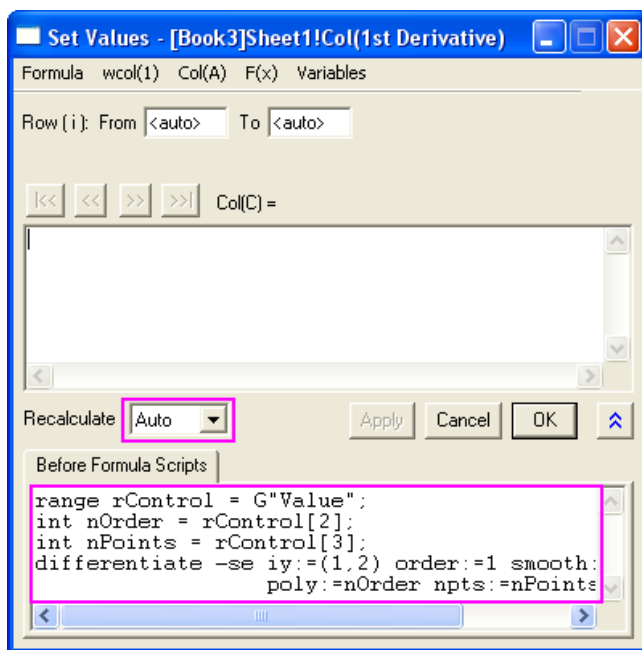 Set Values - [Book3]Sheet1!Col(1st Derivative)
Formula wcol(1) Col(A) F(x) Variables
Row ( i ): From <auto> To <auto>
|<< << >> >>| Col(C) =
Recalculate Auto Apply Cancel OK
Before Formula Scripts
range rControl = G"Value";
int nOrder = rControl[2];
int nPoints = rControl[3];
differentiate -se iy:=(1,2) order:=1 smooth:
poly:=nOrder npts:=nPoints